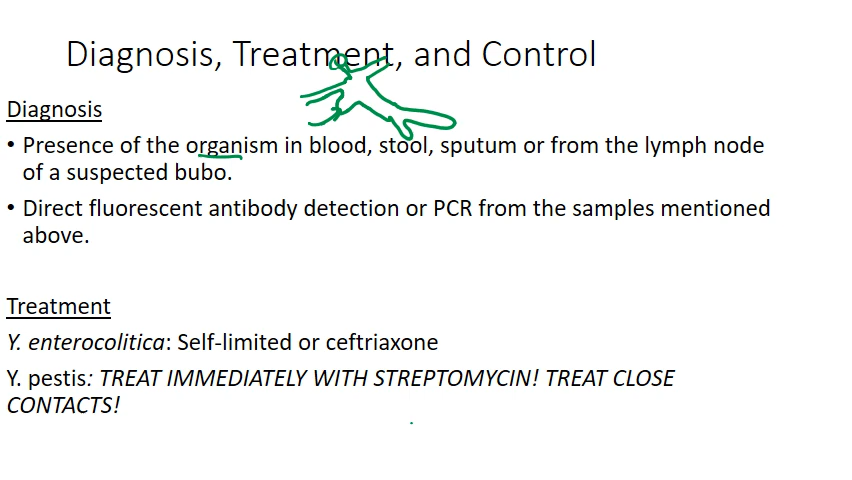 Diagnosis, Treatment, and Control
Diagnosis
• Presence of the organism in blood, stool, sputum or from the lymph node
of a suspected bubo.
• Direct fluorescent antibody detection or PCR from the samples mentioned
above.
Treatment
Y. enterocolitica: Self-limited or ceftriaxone
Y. pestis: TREAT IMMEDIATELY WITH STREPTOMYCIN! TREAT CLOSE
CONTACTS!